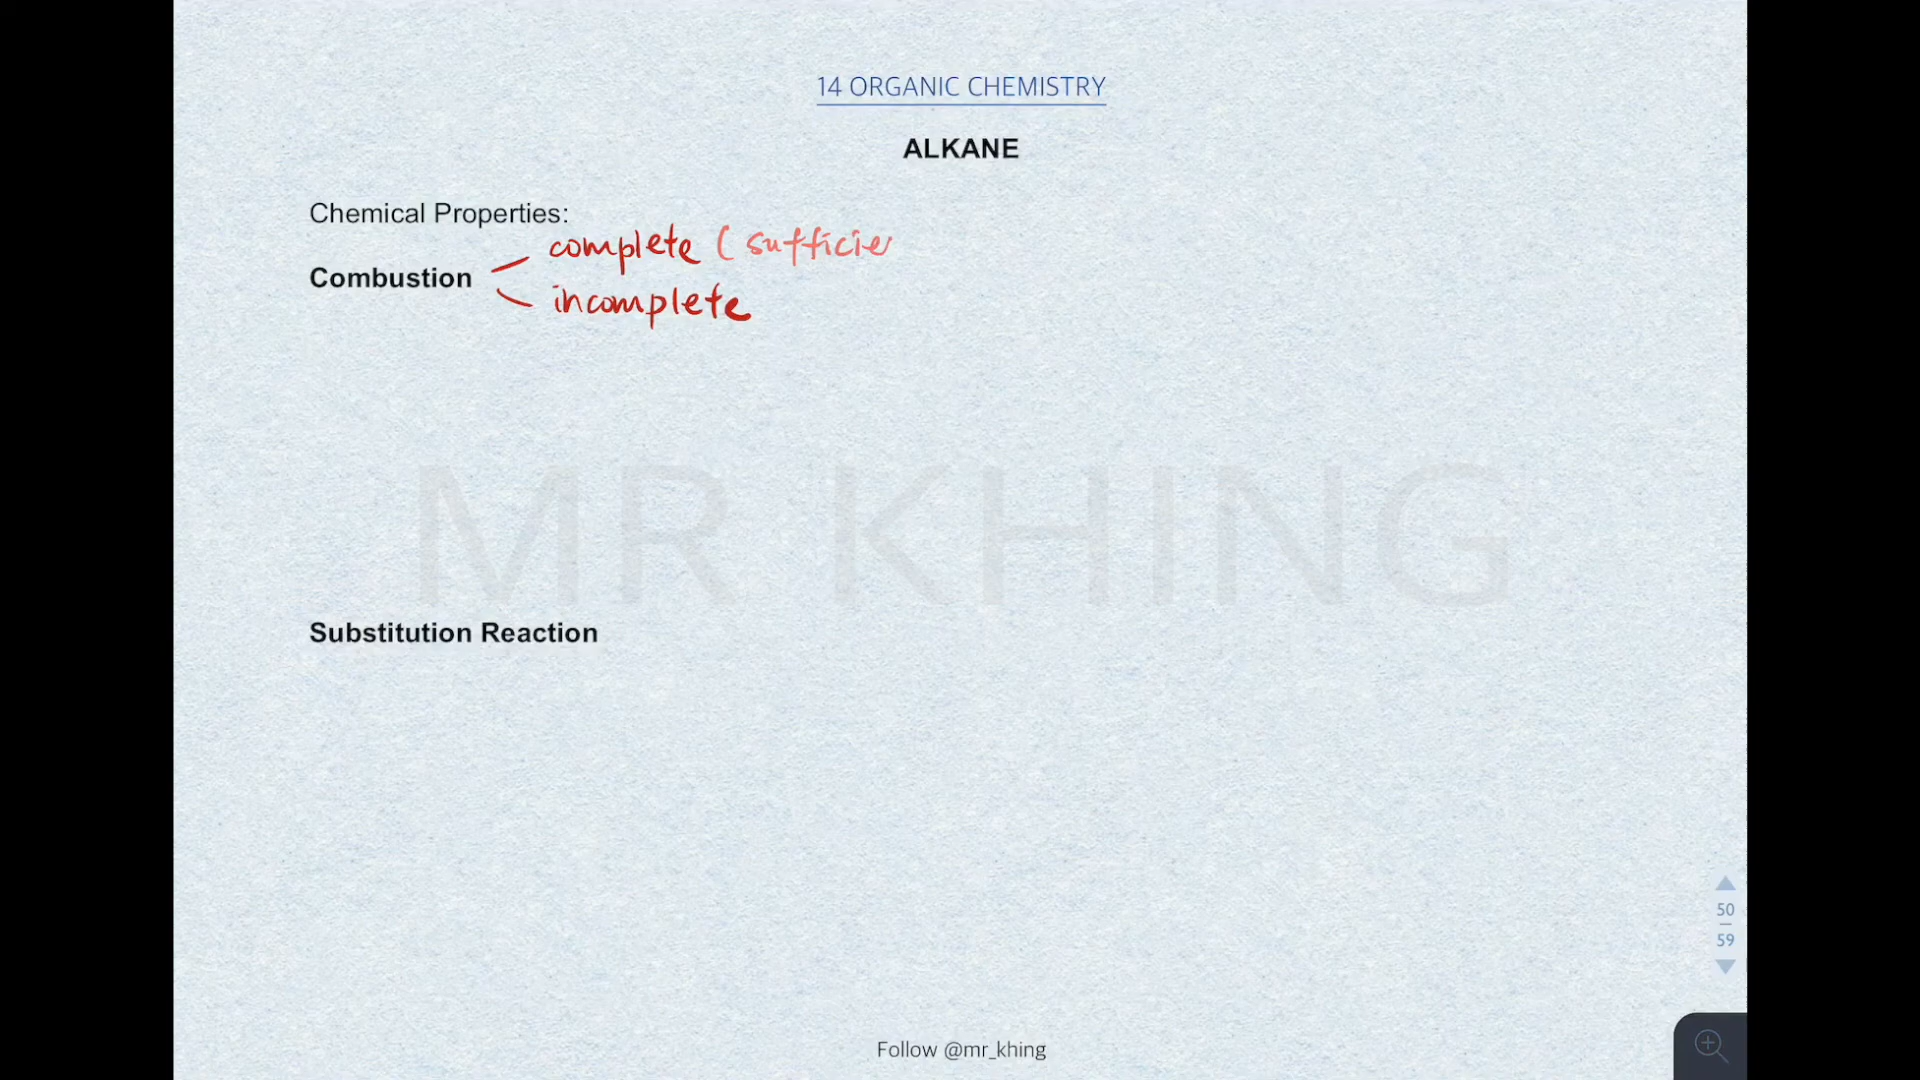 14 ORGANIC CHEMISTRY
ALKANE
Chemical Properties:
complete (sufficie
Combustion
incomplete
MR KHING
Substitution Reaction
50
59
Follow @mr_khing